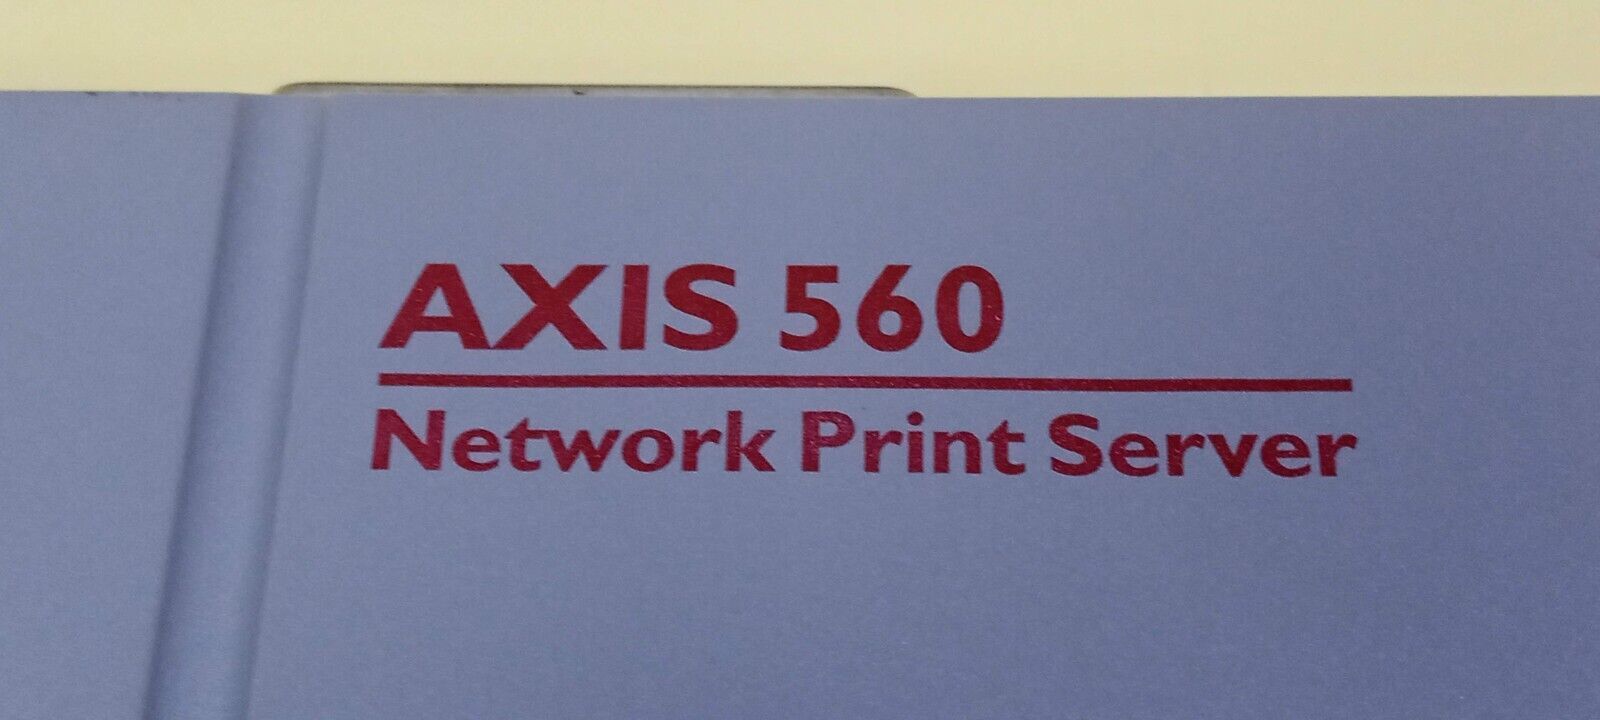 AXIS 560
Network Print Server